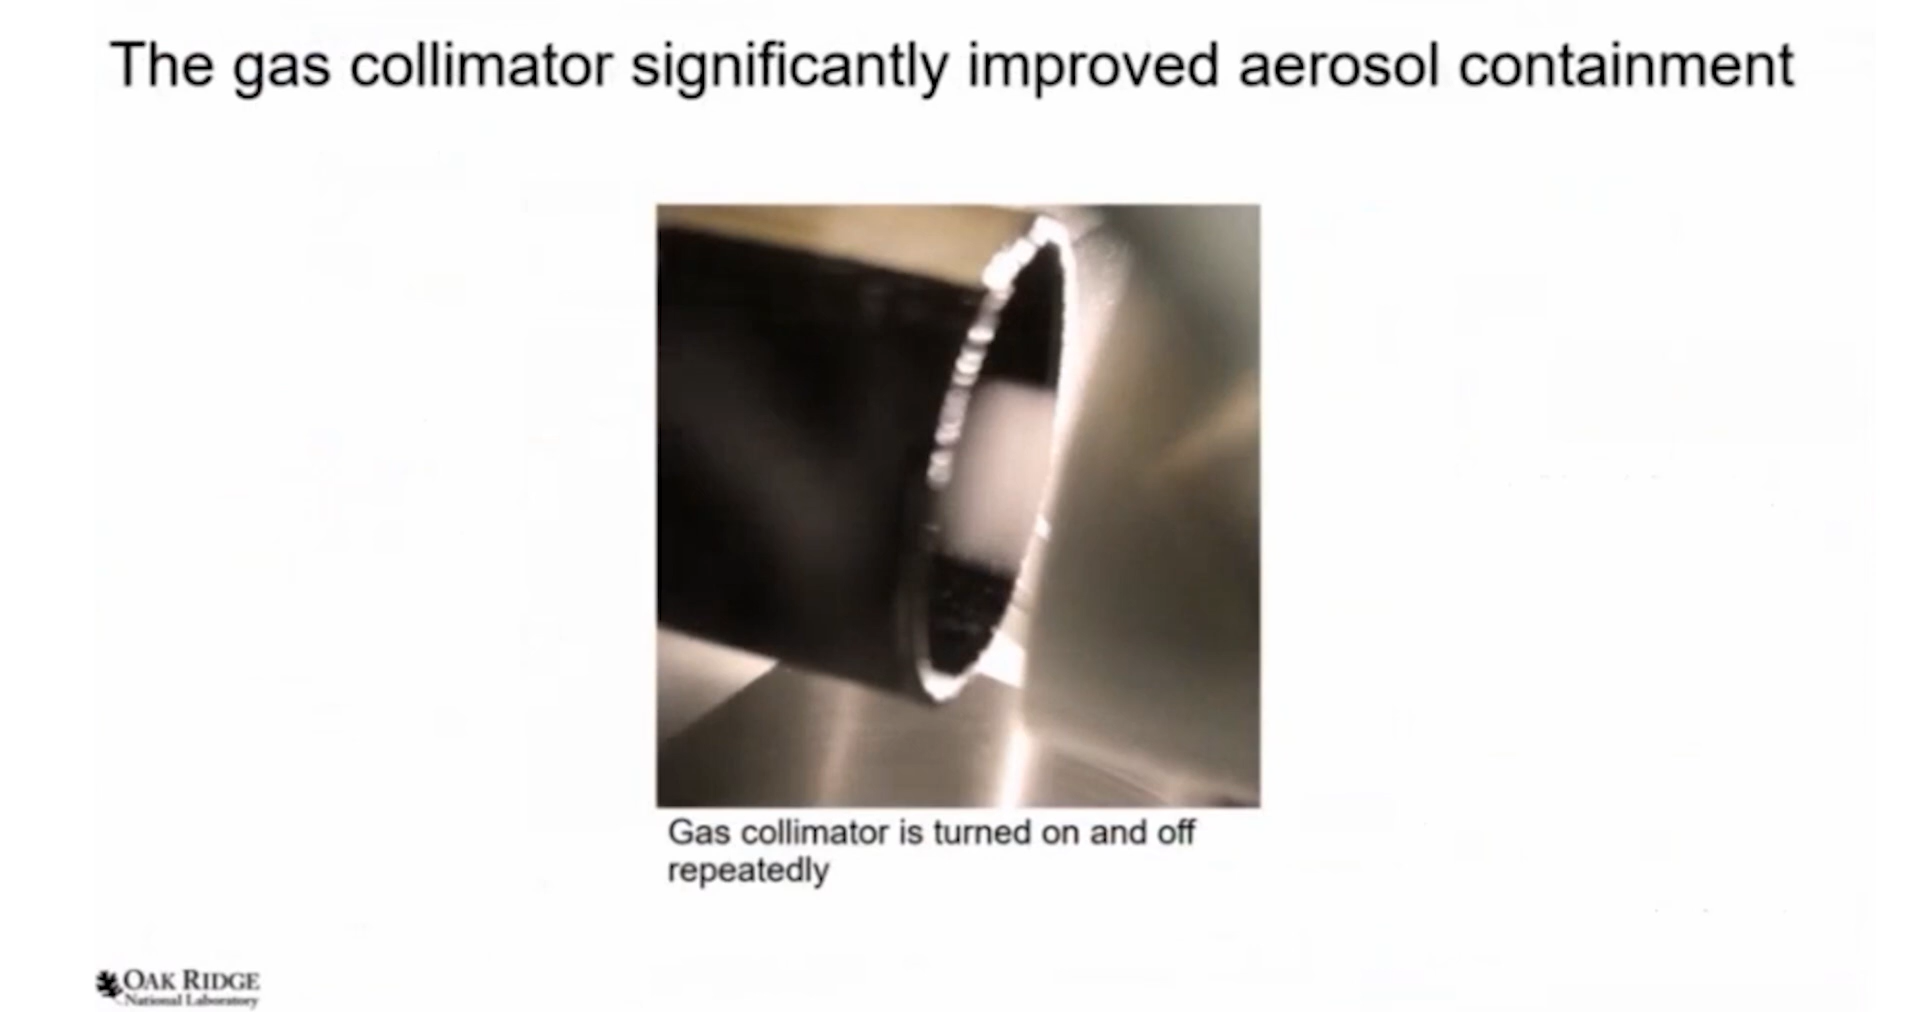 The gas collimator significantly improved aerosol containment
Gas collimator is turned on and off
repeatedly
OAK RIDGE
National Laboratory